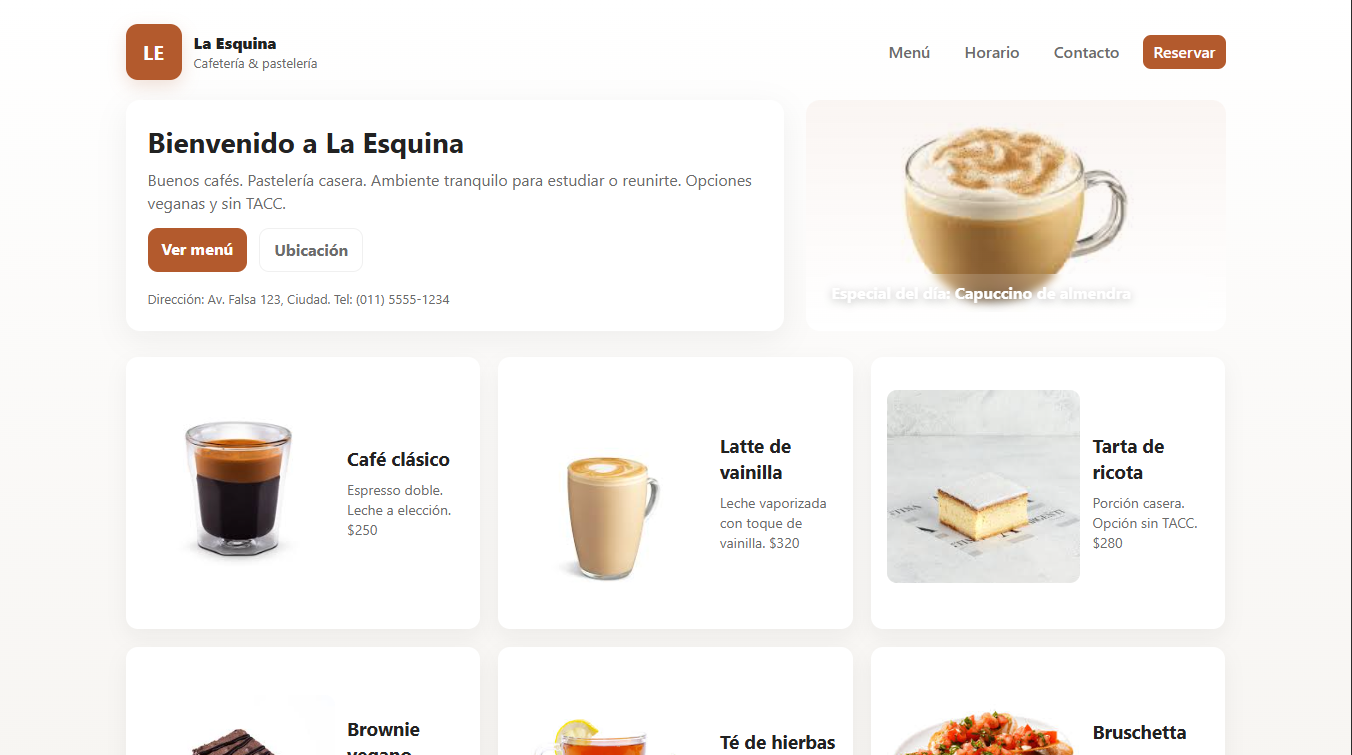 LE
La Esquina
Cafetería & pastelería
Menú
Horario
Contacto
Reservar
Bienvenido a La Esquina
Buenos cafés. Pastelería casera. Ambiente tranquilo para estudiar o reunirte. Opciones
veganas y sin TACC.
Ver menú
Ubicación
Dirección: Av. Falsa 123, Ciudad. Tel: (011) 5555-1234
Especial del día: Capuccino de almendra
Café clásico
Espresso doble.
Leche a elección.
$250
Latte de
vainilla
Leche vaporizada
con toque de
vainilla. $320
Tarta de
ricota
Porción casera.
Opción sin TACC.
$280
Brownie
vegano
Té de hierbas
Bruschetta